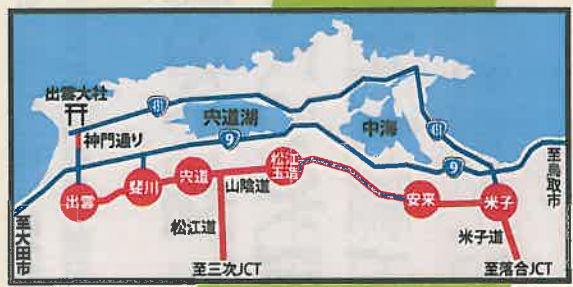 出雲大社
431
宍道湖
中海
431
神門通り
9
9
至鳥取市
出雲
斐川
宍道
松江
玉造
山陰道
安来
米子
松江道
米子道
至大田市
至三次JCT
至落合JCT